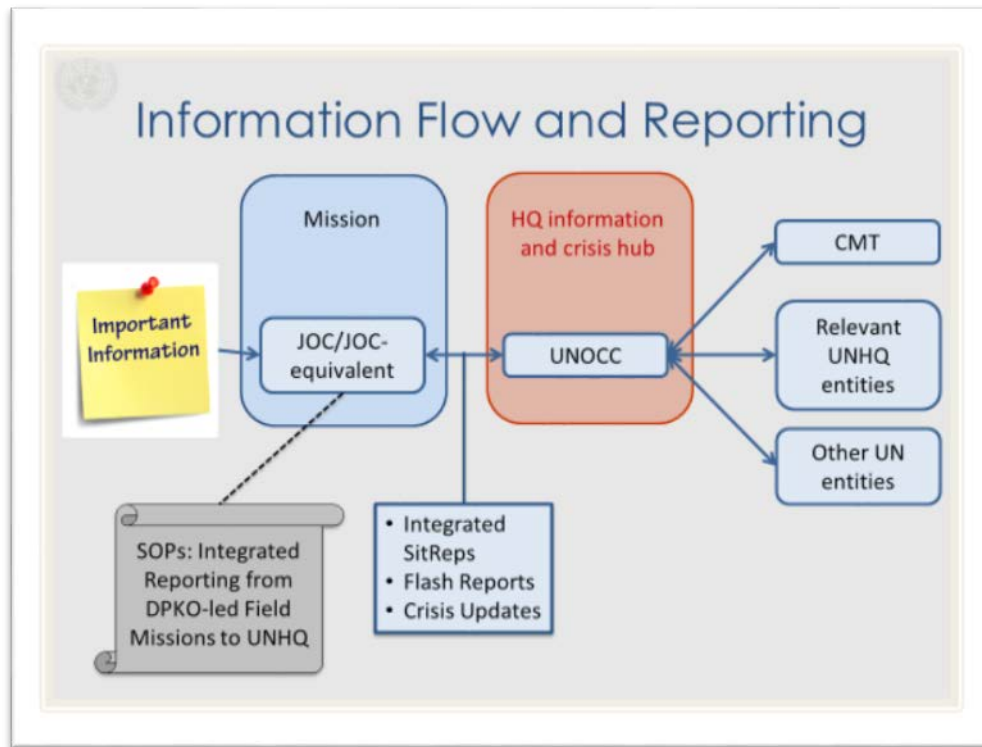 Information Flow and Reporting
Mission
HQ information
and crisis hub
Important
Information
JOC/JOC-
equivalent
UNOCC
CMT
Relevant
UNHQ
entities
Other UN
entities
SOPs: Integrated
Reporting from
DPKO-led Field
Missions to UNHQ
• Integrated
SitReps
• Flash Reports
• Crisis Updates